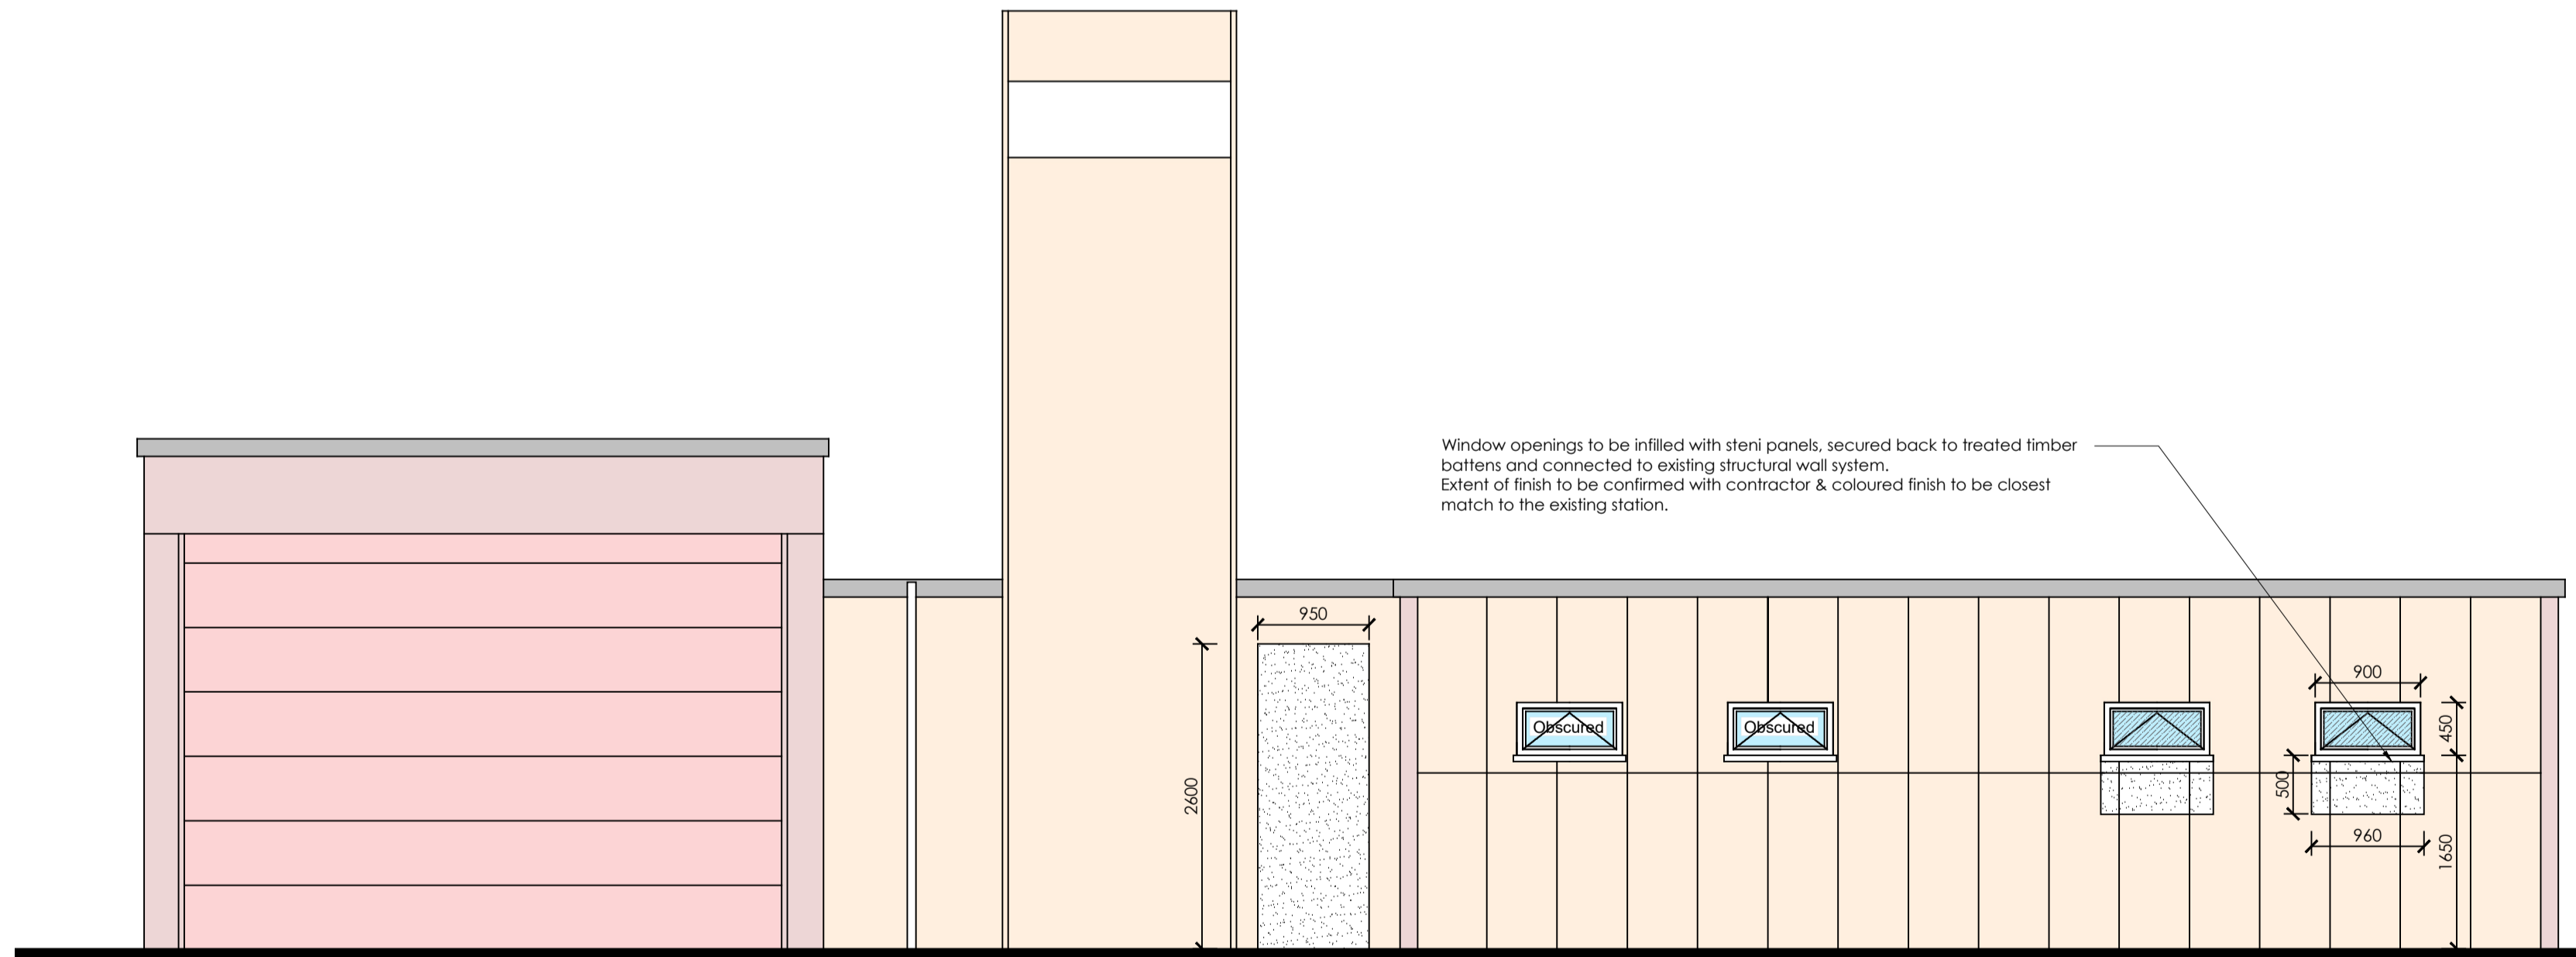 Window openings to be infilled with steni panels, secured back to treated timber
battens and connected to existing structural wall system.
Extent of finish to be confirmed with contractor & coloured finish to be closest
match to the existing station.
950
2600
Obscured
Obscured
900
450
500
960
1650